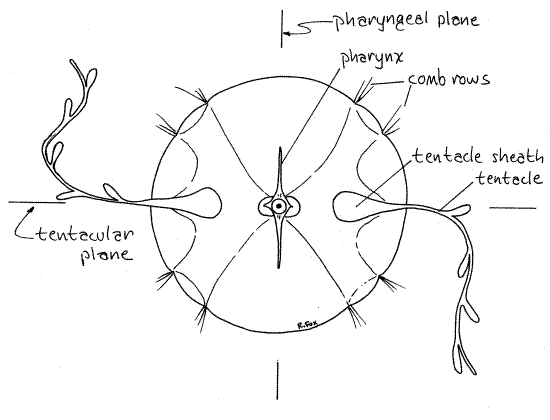 pharyngeal plane
pharynx
comb rows
tentacle sheath
tentacle
tentacular
plane
R.Fox